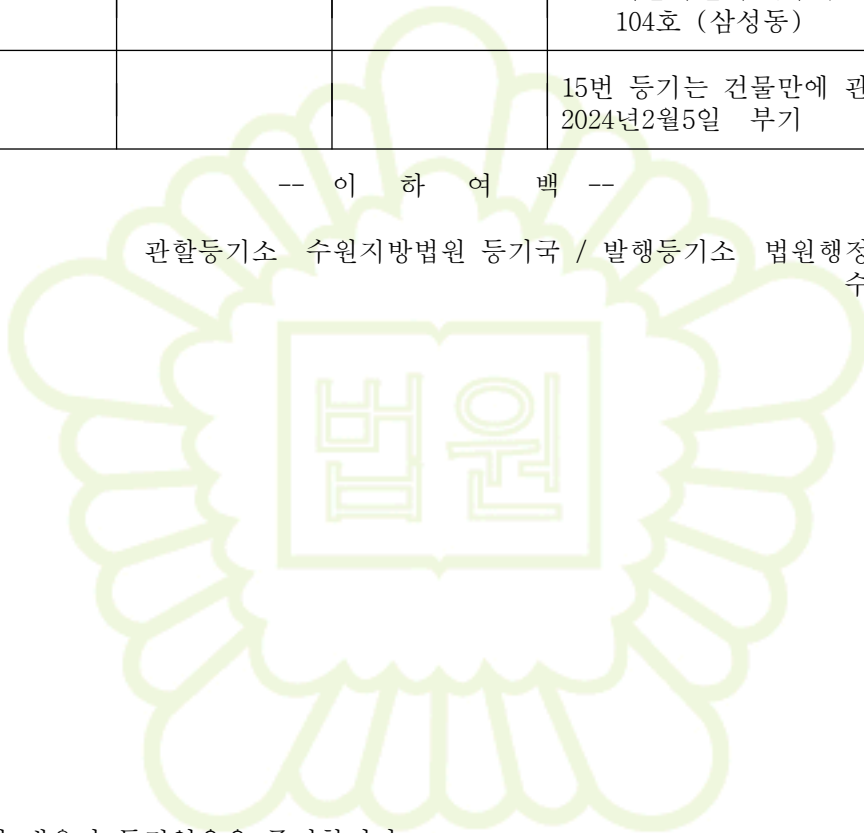 104호 (삼성동)
15번 등기는 건물만에 관
2024년2월5일 부기
-- 이 하 여 백 --
관할등기소 수원지방법원 등기국 / 발행등기소 법원행정
수
법원